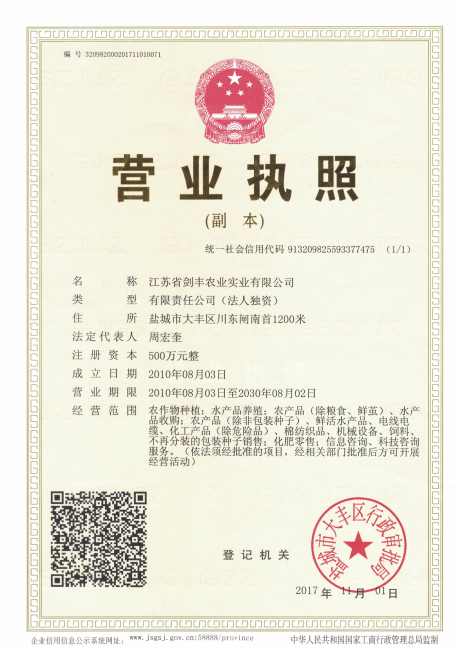 编 号 320982000201711010071
营业执照
(副 本)
统一社会信用代码 913209825593377475 (1/1)
名 称 江苏省剑丰农业实业有限公司
类 型 有限责任公司（法人独资）
住 所 盐城市大丰区川东闸南首1200米
法定代表人 周宏奎
注册资本 500万元整
成立日期 2010年08月03日
营业期限 2010年08月03日至2030年08月02日
经营范围 农作物种植；水产品养殖；农产品（除粮食、鲜茧）、水产
品收购；农产品（除非包装种子）、鲜活水产品、电线电
缆、化工产品（除危险品）、棉纺织品、机械设备、饲料、
不再分装的包装种子销售；化肥零售；信息咨询、科技咨询
服务。（依法须经批准的项目，经相关部门批准后方可开展
经营活动）
盐城市大丰区行政审批局
登记机关
2017 年 11 月 01 日
企业信用信息公示系统网址： www.jsgsj.gov.cn:58888/province
中华人民共和国国家工商行政管理总局监制